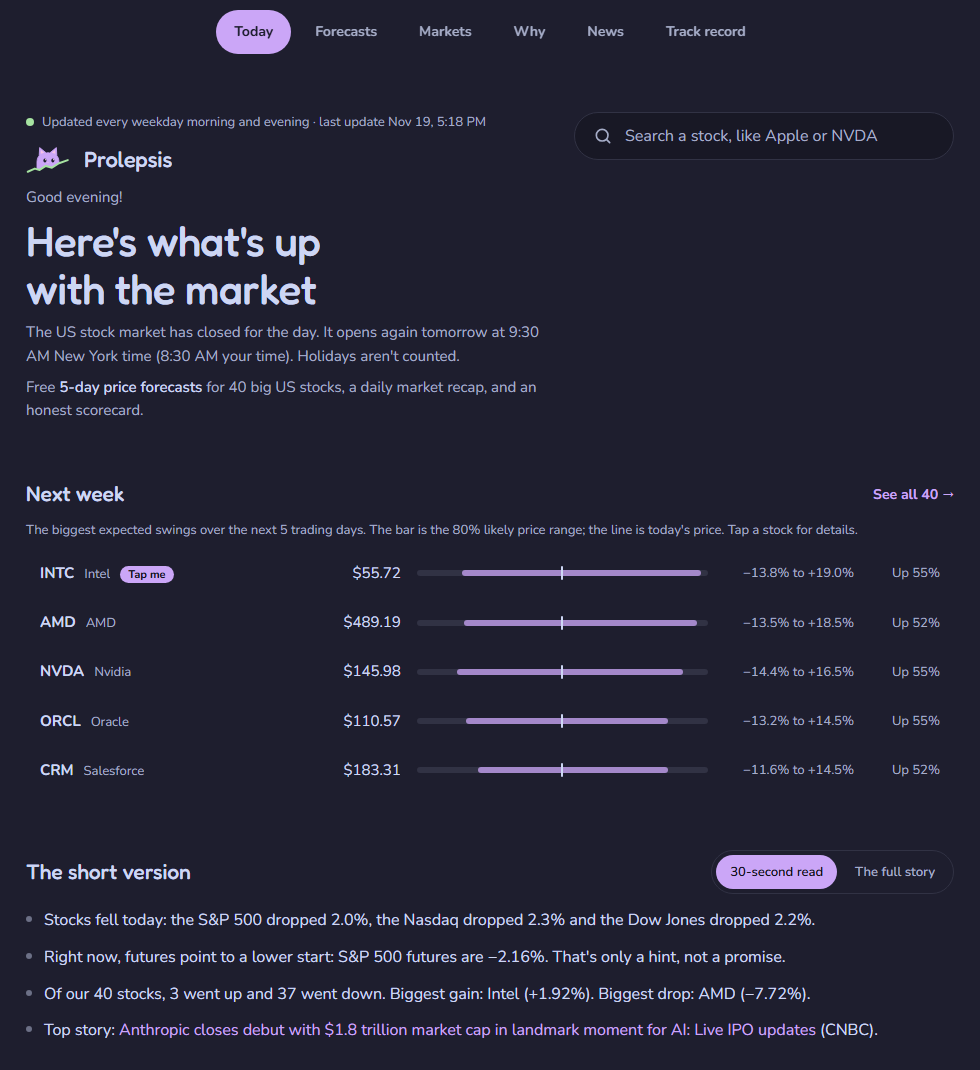 Today Forecasts Markets Why News Track record
Updated every weekday morning and evening · last update Nov 19, 5:18 PM
Search a stock, like Apple or NVDA
Prolepsis
Good evening!
Here's what's up
with the market
The US stock market has closed for the day. It opens again tomorrow at 9:30
AM New York time (8:30 AM your time). Holidays aren't counted.
Free 5-day price forecasts for 40 big US stocks, a daily market recap, and an
honest scorecard.
Next week
See all 40 →
The biggest expected swings over the next 5 trading days. The bar is the 80% likely price range; the line is today's price. Tap a stock for details.
INTC Intel Tap me $55.72 −13.8% to +19.0% Up 55%
AMD AMD $489.19 −13.5% to +18.5% Up 52%
NVDA Nvidia $145.98 −14.4% to +16.5% Up 55%
ORCL Oracle $110.57 −13.2% to +14.5% Up 55%
CRM Salesforce $183.31 −11.6% to +14.5% Up 52%
The short version
30-second read The full story
Stocks fell today: the S&P 500 dropped 2.0%, the Nasdaq dropped 2.3% and the Dow Jones dropped 2.2%.
Right now, futures point to a lower start: S&P 500 futures are −2.16%. That's only a hint, not a promise.
Of our 40 stocks, 3 went up and 37 went down. Biggest gain: Intel (+1.92%). Biggest drop: AMD (−7.72%).
Top story: Anthropic closes debut with $1.8 trillion market cap in landmark moment for AI: Live IPO updates (CNBC).